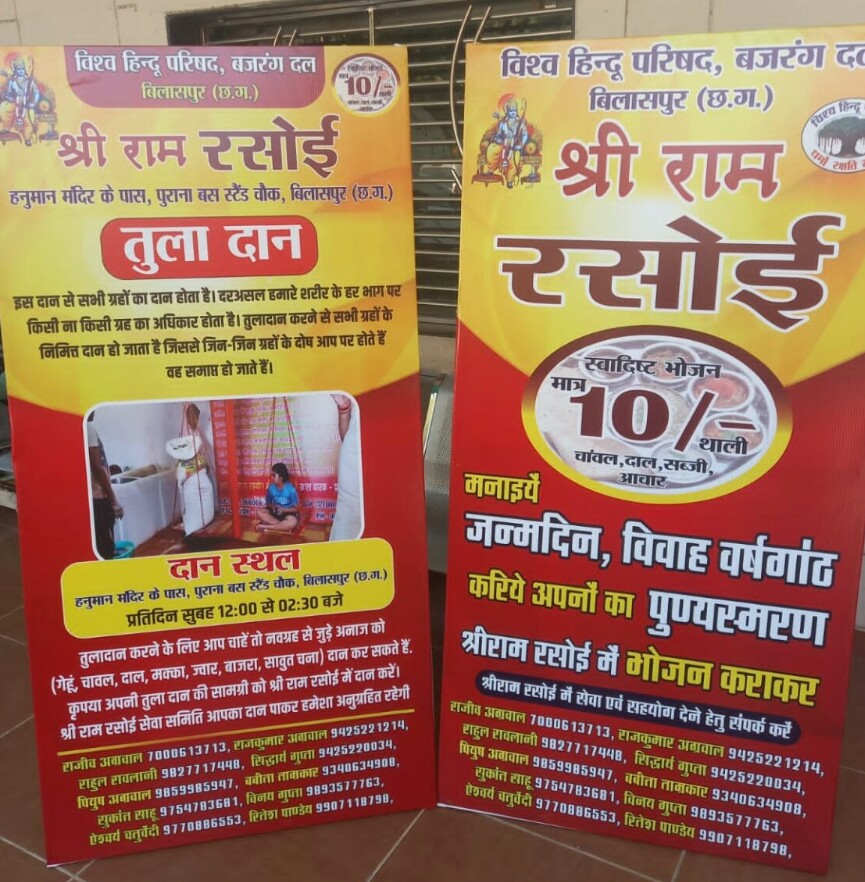 विश्व हिन्दू परिषद, बजरंग दल
बिलासपुर (छ.ग.)
मात्र
10/-
थाली
श्री राम रसोई
हनुमान मंदिर के पास, पुराना बस स्टैंड चौक, बिलासपुर (छ.ग.)
तुला दान
इस दान से सभी ग्रहों का दान होता है। दरअसल हमारे शरीर के हर भाग पर
किसी ना किसी ग्रह का अधिकार होता है। तुलादान करने से सभी ग्रहों के
निमित्त दान हो जाता है जिससे जिन-जिन ग्रहों के दोष आप पर होते हैं
वह समाप्त हो जाते हैं।
दान स्थल
हनुमान मंदिर के पास, पुराना बस स्टैंड चौक, बिलासपुर (छ.ग.)
प्रतिदिन सुबह 12:00 से 02:30 बजे
तुलादान करने के लिए आप चाहें तो नवग्रह से जुड़े अनाज को
(गेहूं, चावल, दाल, मक्का, ज्वार, बाजरा, साबुत चना) दान कर सकते हैं.
कृपया अपनी तुला दान की सामग्री को श्री राम रसोई में दान करें।
श्री राम रसोई सेवा समिति आपका दान पाकर हमेशा अनुग्रहित रहेगी
राजीव अग्रवाल 7000613713, राजकुमार अग्रवाल 9425221214,
राहुल रावलानी 9827717448, सिद्धार्थ गुप्ता 9425220034,
पियुष अग्रवाल 9859985947, बबीता ताम्रकार 9340634908,
सुकांत साहू 9754783681, विनय गुप्ता 9893577763,
ऐश्वर्य चतुर्वेदी 9770886553, रितेश पाण्डेय 9907118798,
विश्व हिन्दू परिषद, बजरंग दल
बिलासपुर (छ.ग.)
विश्व हिन्दू
धर्मो रक्षति
श्री राम
रसोई
स्वादिष्ट भोजन
मात्र
10/-
थाली
चांवल,दाल,सब्जी,
आचार
मनाइयें
जन्मदिन, विवाह वर्षगांठ
करिये अपनों का पुण्यस्मरण
श्रीराम रसोई में भोजन कराकर
श्रीराम रसोई में सेवा एवं सहयोग देने हेतु संपर्क करें
राजीव अग्रवाल 7000613713, राजकुमार अग्रवाल 9425221214,
राहुल रावलानी 9827717448, सिद्धार्थ गुप्ता 9425220034,
पियुष अग्रवाल 9859985947, बबीता ताम्रकार 9340634908,
सुकांत साहू 9754783681, विनय गुप्ता 9893577763,
ऐश्वर्य चतुर्वेदी 9770886553, रितेश पाण्डेय 9907118798,